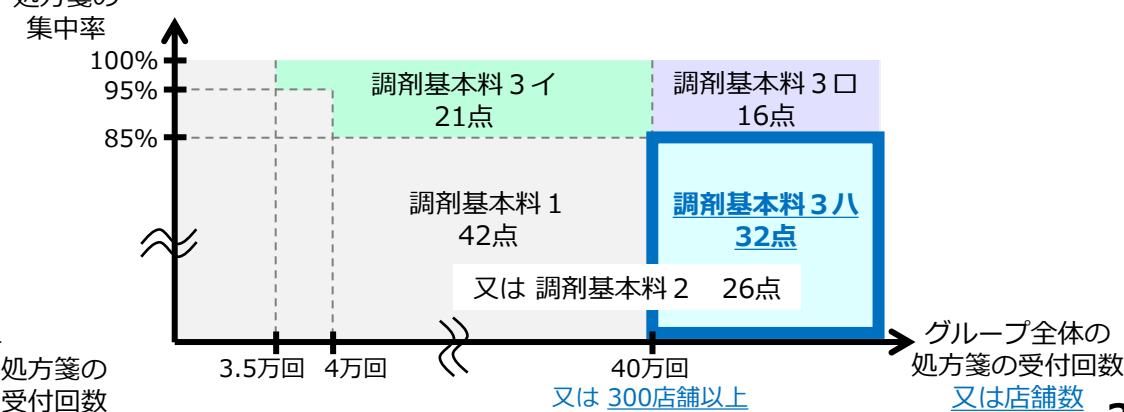 処方箋の
集中率
100%
95%
85%
調剤基本料３イ
21点
調剤基本料３ロ
16点
調剤基本料１
42点
調剤基本料３ハ
32点
又は 調剤基本料２ 26点
3.5万回 4万回 40万回
又は 300店舗以上
グループ全体の
処方箋の受付回数
又は店舗数
処方箋の
受付回数